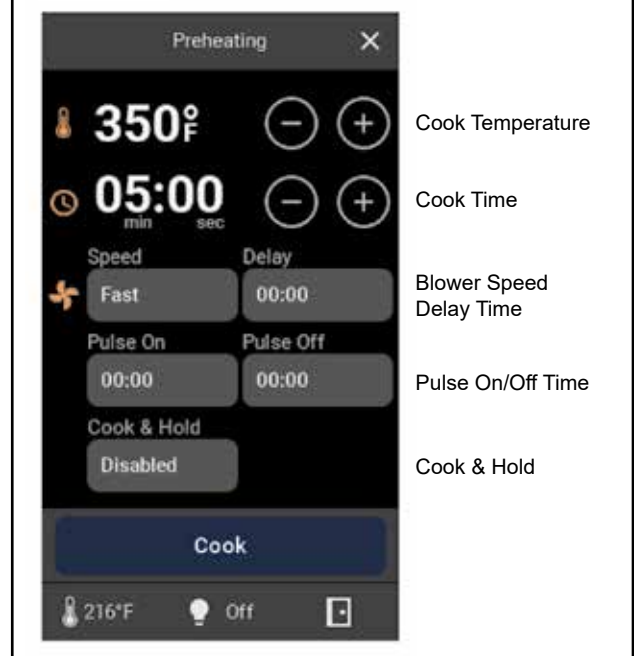 Preheating
350°F
Cook Temperature
05:00
min sec
Cook Time
Speed Delay
Fast 00:00
Blower Speed
Delay Time
Pulse On Pulse Off
00:00 00:00
Pulse On/Off Time
Cook & Hold
Disabled
Cook & Hold
Cook
216°F Off